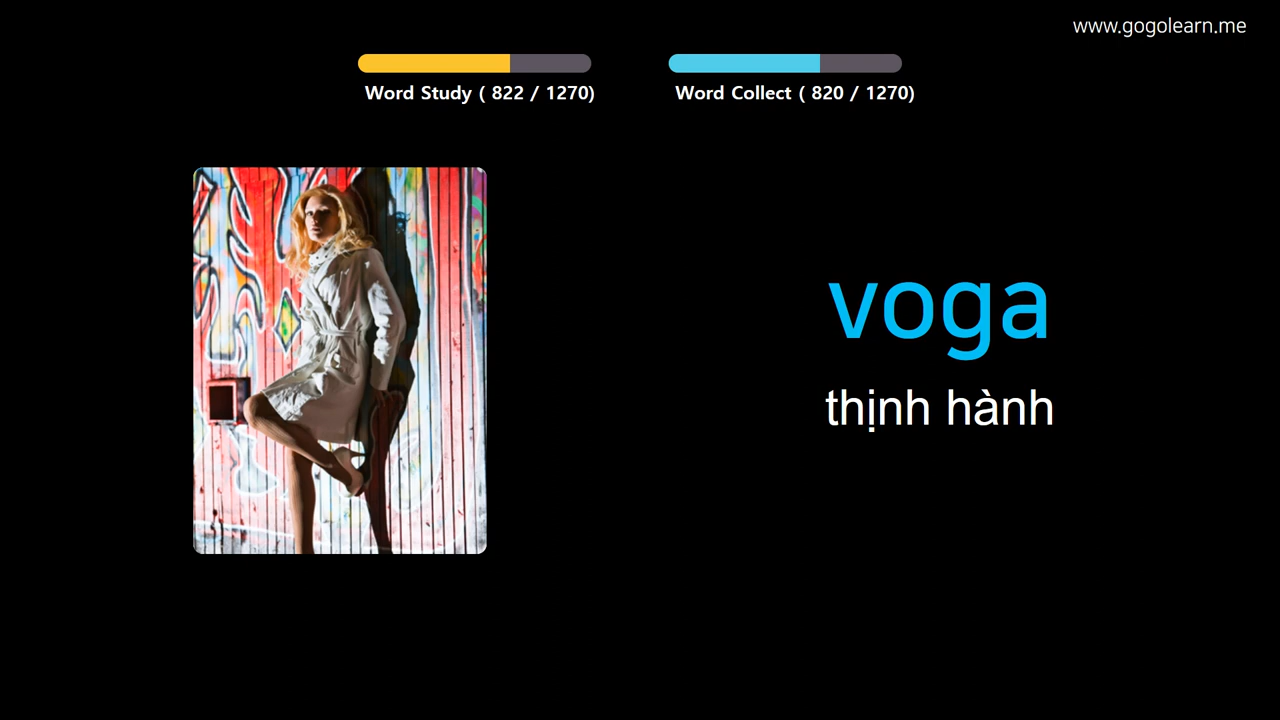 www.gogolearn.me
Word Study ( 822 / 1270)
Word Collect ( 820 / 1270)
voga
thịnh hành